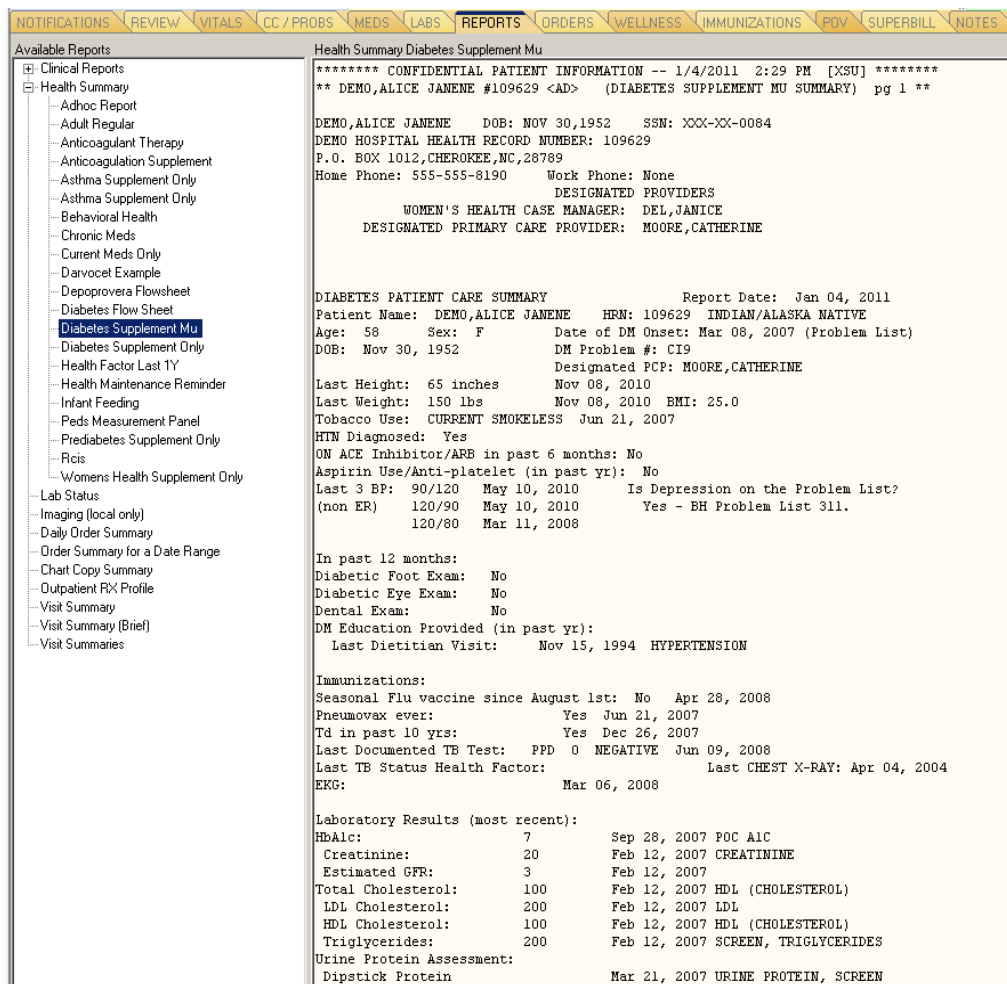 NOTIFICATIONS REVIEW VITALS CC / PROBS MEDS LABS REPORTS ORDERS WELLNESS IMMUNIZATIONS POV SUPERBILL NOTES
Available Reports
Clinical Reports
Health Summary
Adhoc Report
Adult Regular
Anticoagulant Therapy
Anticoagulation Supplement
Asthma Supplement Only
Asthma Supplement Only
Behavioral Health
Chronic Meds
Current Meds Only
Darvocet Example
Depoprovera Flowsheet
Diabetes Flow Sheet
Diabetes Supplement Mu
Diabetes Supplement Only
Health Factor Last 1Y
Health Maintenance Reminder
Infant Feeding
Peds Measurement Panel
Prediabetes Supplement Only
Rcis
Womens Health Supplement Only
Lab Status
Imaging (local only)
Daily Order Summary
Order Summary for a Date Range
Chart Copy Summary
Outpatient RX Profile
Visit Summary
Visit Summary (Brief)
Visit Summaries
Health Summary Diabetes Supplement Mu
******** CONFIDENTIAL PATIENT INFORMATION -- 1/4/2011 2:29 PM [XSU] ********
** DEMO,ALICE JANENE #109629 <AD> (DIABETES SUPPLEMENT MU SUMMARY) pg 1 **
DEMO,ALICE JANENE DOB: NOV 30,1952 SSN: XXX-XX-0084
DEMO HOSPITAL HEALTH RECORD NUMBER: 109629
P.O. BOX 1012,CHEROKEE,NC,28789
Home Phone: 555-555-8190 Work Phone: None
DESIGNATED PROVIDERS
WOMEN'S HEALTH CASE MANAGER: DEL,JANICE
DESIGNATED PRIMARY CARE PROVIDER: MOORE,CATHERINE
DIABETES PATIENT CARE SUMMARY Report Date: Jan 04, 2011
Patient Name: DEMO,ALICE JANENE HRN: 109629 INDIAN/ALASKA NATIVE
Age: 58 Sex: F Date of DM Onset: Mar 08, 2007 (Problem List)
DOB: Nov 30, 1952 DM Problem #: CI9
Designated PCP: MOORE,CATHERINE
Last Height: 65 inches Nov 08, 2010
Last Weight: 150 lbs Nov 08, 2010 BMI: 25.0
Tobacco Use: CURRENT SMOKELESS Jun 21, 2007
HTN Diagnosed: Yes
ON ACE Inhibitor/ARB in past 6 months: No
Aspirin Use/Anti-platelet (in past yr): No
Last 3 BP: 90/120 May 10, 2010 Is Depression on the Problem List?
(non ER) 120/90 May 10, 2010 Yes - BH Problem List 311.
120/80 Mar 11, 2008
In past 12 months:
Diabetic Foot Exam: No
Diabetic Eye Exam: No
Dental Exam: No
DM Education Provided (in past yr):
Last Dietitian Visit: Nov 15, 1994 HYPERTENSION
Immunizations:
Seasonal Flu vaccine since August 1st: No Apr 28, 2008
Pneumovax ever: Yes Jun 21, 2007
Td in past 10 yrs: Yes Dec 26, 2007
Last Documented TB Test: PPD 0 NEGATIVE Jun 09, 2008
Last TB Status Health Factor: Last CHEST X-RAY: Apr 04, 2004
EKG: Mar 06, 2008
Laboratory Results (most recent):
HbA1c: 7 Sep 28, 2007 POC A1C
Creatinine: 20 Feb 12, 2007 CREATININE
Estimated GFR: 3 Feb 12, 2007
Total Cholesterol: 100 Feb 12, 2007 HDL (CHOLESTEROL)
LDL Cholesterol: 200 Feb 12, 2007 LDL
HDL Cholesterol: 100 Feb 12, 2007 HDL (CHOLESTEROL)
Triglycerides: 200 Feb 12, 2007 SCREEN, TRIGLYCERIDES
Urine Protein Assessment:
Dipstick Protein Mar 21, 2007 URINE PROTEIN, SCREEN